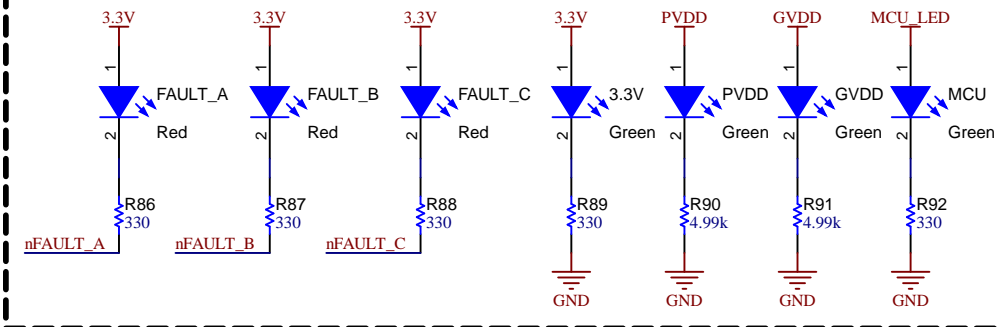 3.3V 3.3V 3.3V 3.3V PVDD GVDD MCU_LED
1 1 1 1 1 1 1
FAULT_A FAULT_B FAULT_C 3.3V PVDD GVDD MCU
2 2 2 2 2 2 2
Red Red Red Green Green Green Green
R86 R87 R88 R89 R90 R91 R92
330 330 330 330 4.99k 4.99k 330
nFAULT_A nFAULT_B nFAULT_C
GND GND GND GND